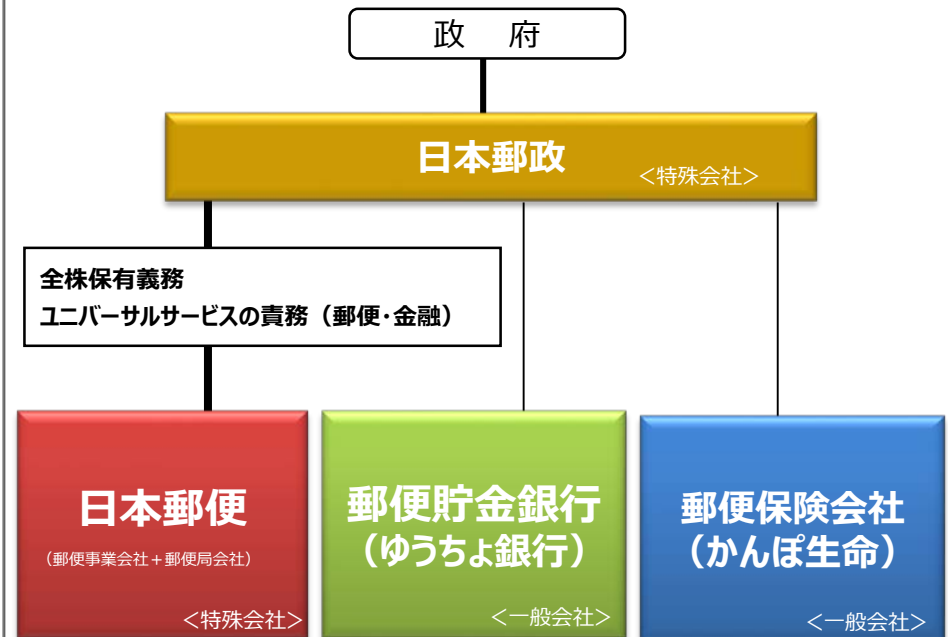 政 府
日本郵政
＜特殊会社＞
全株保有義務
ユニバーサルサービスの責務（郵便・金融）
日本郵便
（郵便事業会社＋郵便局会社）
＜特殊会社＞
郵便貯金銀行
（ゆうちょ銀行）
＜一般会社＞
郵便保険会社
（かんぽ生命）
＜一般会社＞